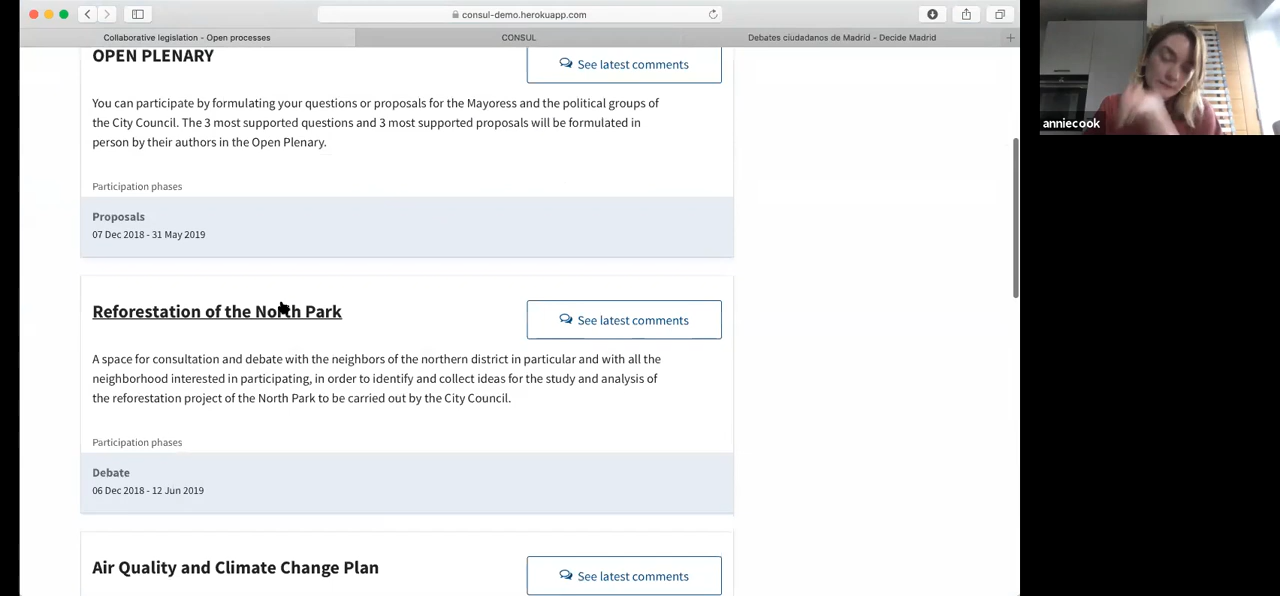 consul-demo.herokuapp.com
Collaborative legislation - Open processes
CONSUL
Debates ciudadanos de Madrid - Decide Madrid
OPEN PLENARY
See latest comments
You can participate by formulating your questions or proposals for the Mayoress and the political groups of
the City Council. The 3 most supported questions and 3 most supported proposals will be formulated in
person by their authors in the Open Plenary.
Participation phases
Proposals
07 Dec 2018 - 31 May 2019
Reforestation of the North Park
See latest comments
A space for consultation and debate with the neighbors of the northern district in particular and with all the
neighborhood interested in participating, in order to identify and collect ideas for the study and analysis of
the reforestation project of the North Park to be carried out by the City Council.
Participation phases
Debate
06 Dec 2018 - 12 Jun 2019
Air Quality and Climate Change Plan
See latest comments
anniecook